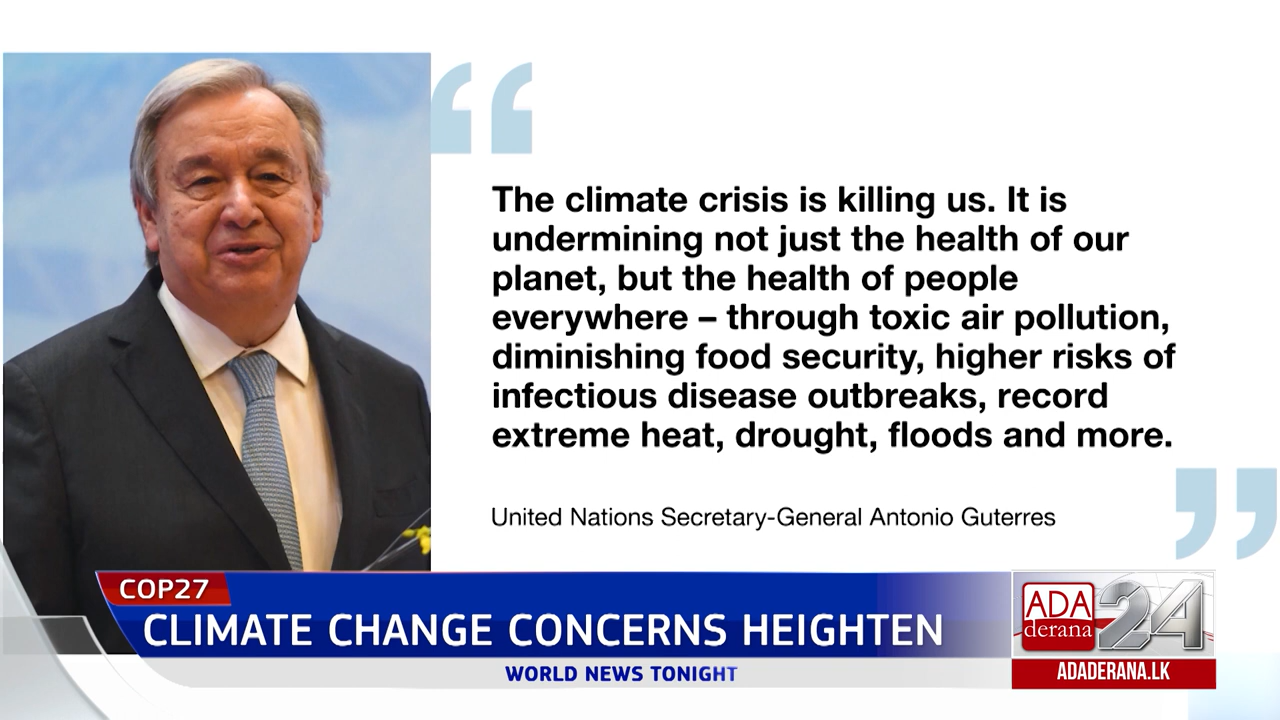 “
The climate crisis is killing us. It is
undermining not just the health of our
planet, but the health of people
everywhere – through toxic air pollution,
diminishing food security, higher risks of
infectious disease outbreaks, record
extreme heat, drought, floods and more.
”
United Nations Secretary-General Antonio Guterres
COP27
CLIMATE CHANGE CONCERNS HEIGHTEN
WORLD NEWS TONIGHT
ADA
derana
24
ADADERANA.LK